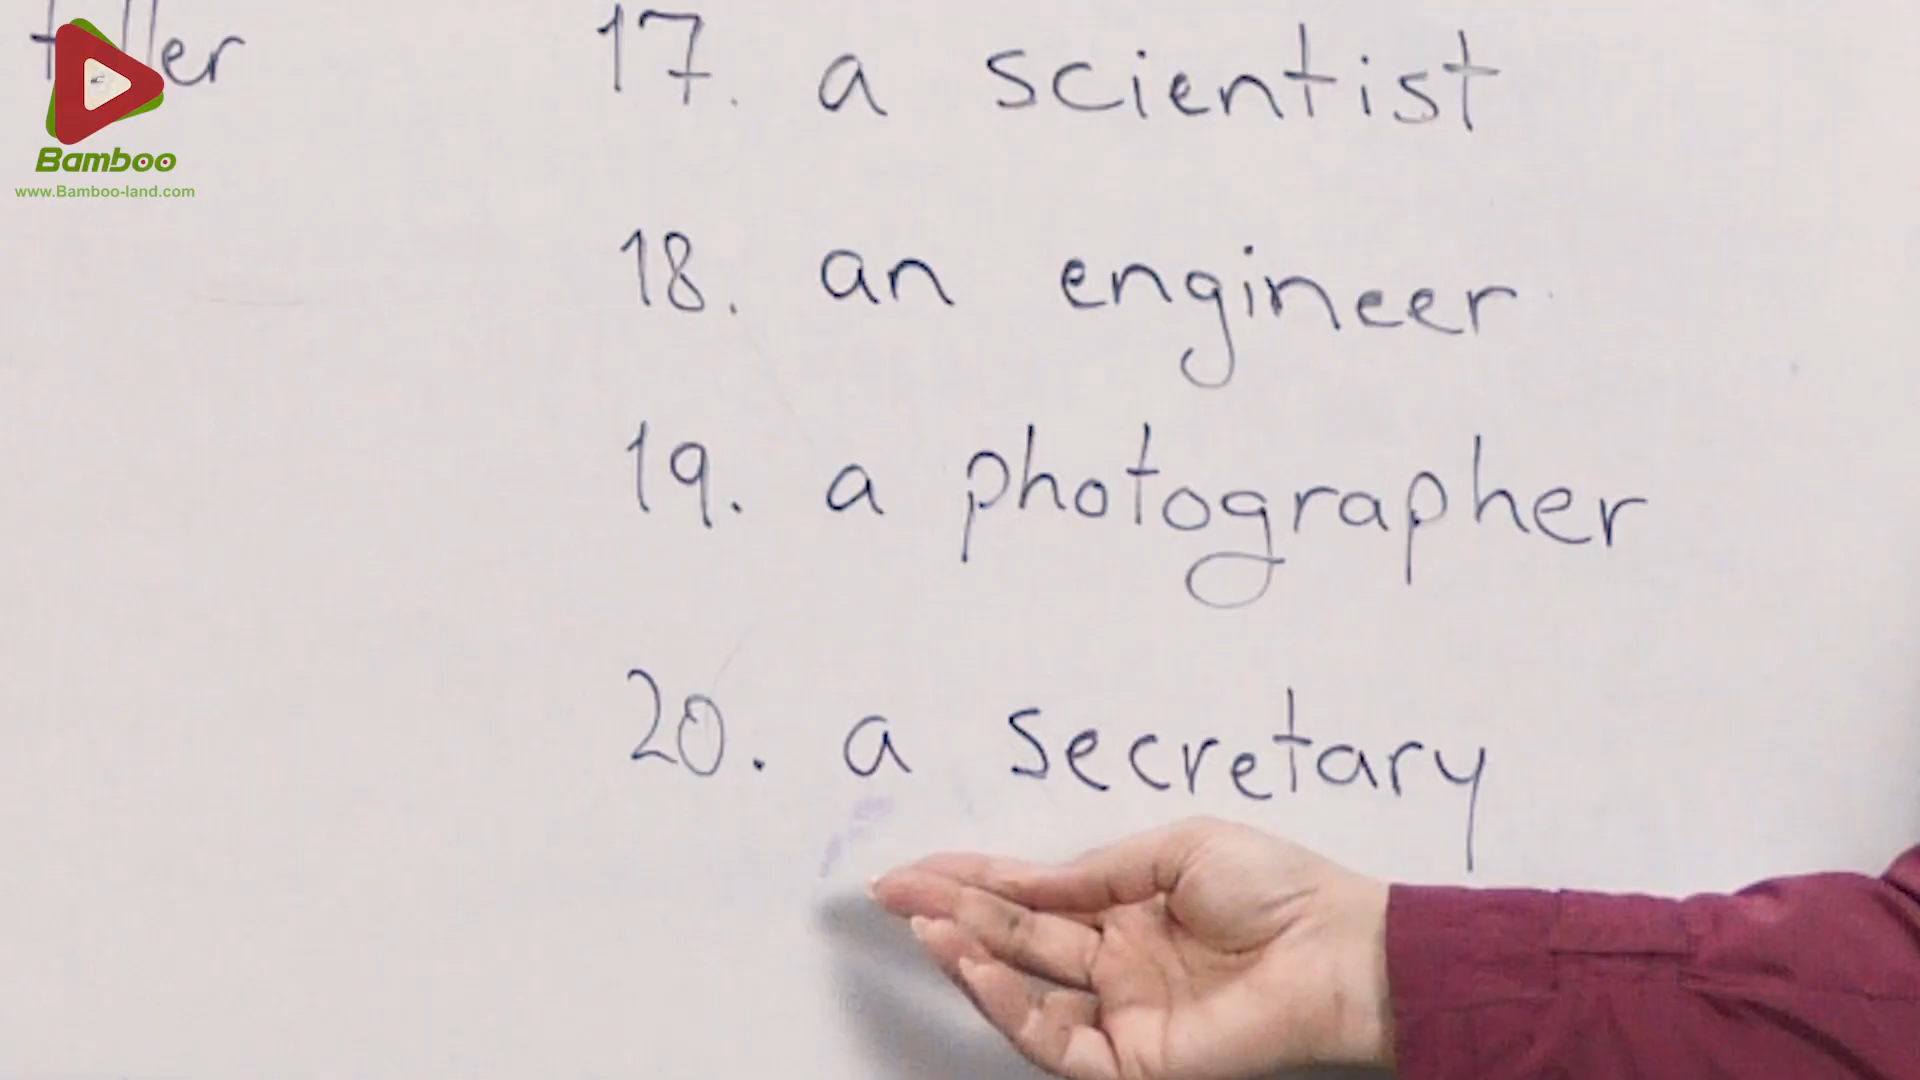 17. a scientist
18. an engineer
19. a photographer
20. a secretary
Bamboo
www.Bamboo-land.com